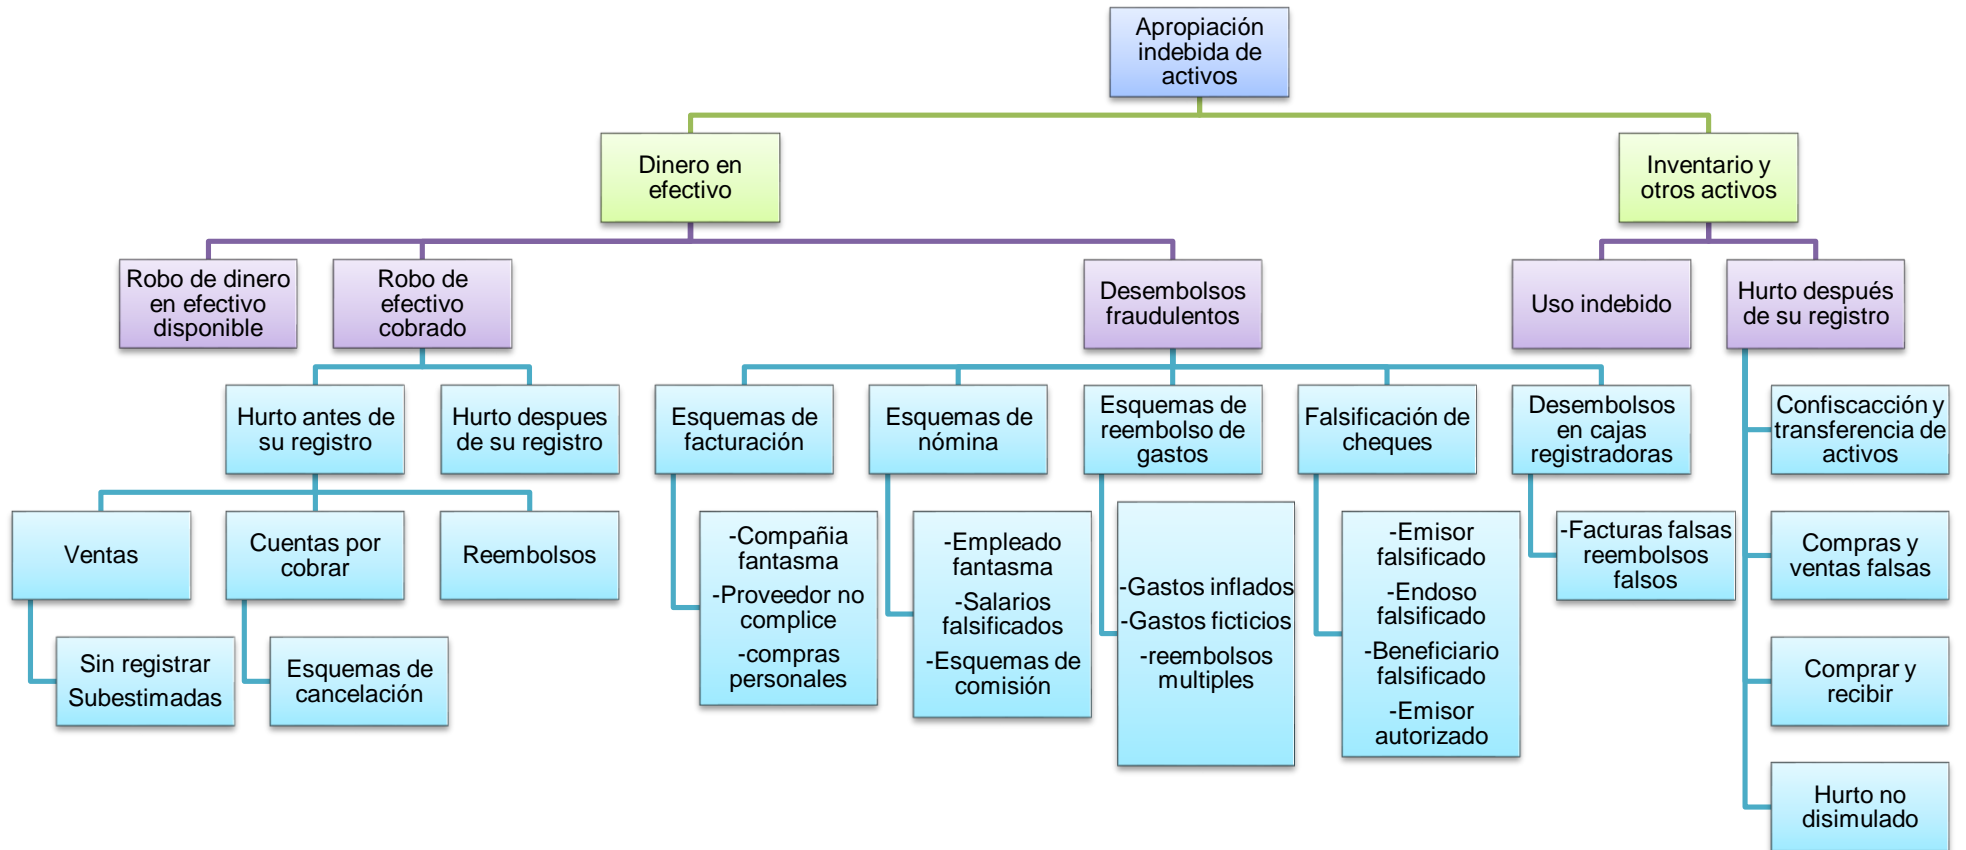 Apropiación
indebida de
activos
Dinero en
efectivo
Inventario y
otros activos
Robo de dinero
en efectivo
disponible
Robo de
efectivo
cobrado
Desembolsos
fraudulentos
Uso indebido
Hurto después
de su registro
Hurto antes de
su registro
Hurto despues
de su registro
Esquemas de
facturación
Esquemas de
nómina
Esquemas de
reembolso de
gastos
Falsificación de
cheques
Desembolsos
en cajas
registradoras
Confiscacción y
transferencia de
activos
Ventas
Cuentas por
cobrar
Reembolsos
-Compañia
fantasma
-Proveedor no
complice
-compras
personales
-Empleado
fantasma
-Salarios
falsificados
-Esquemas de
comisión
-Gastos inflados
-Gastos ficticios
-reembolsos
multiples
-Emisor
falsificado
-Endoso
falsificado
-Beneficiario
falsificado
-Emisor
autorizado
-Facturas falsas
reembolsos
falsos
Compras y
ventas falsas
Sin registrar
Subestimadas
Esquemas de
cancelación
Comprar y
recibir
Hurto no
disimulado